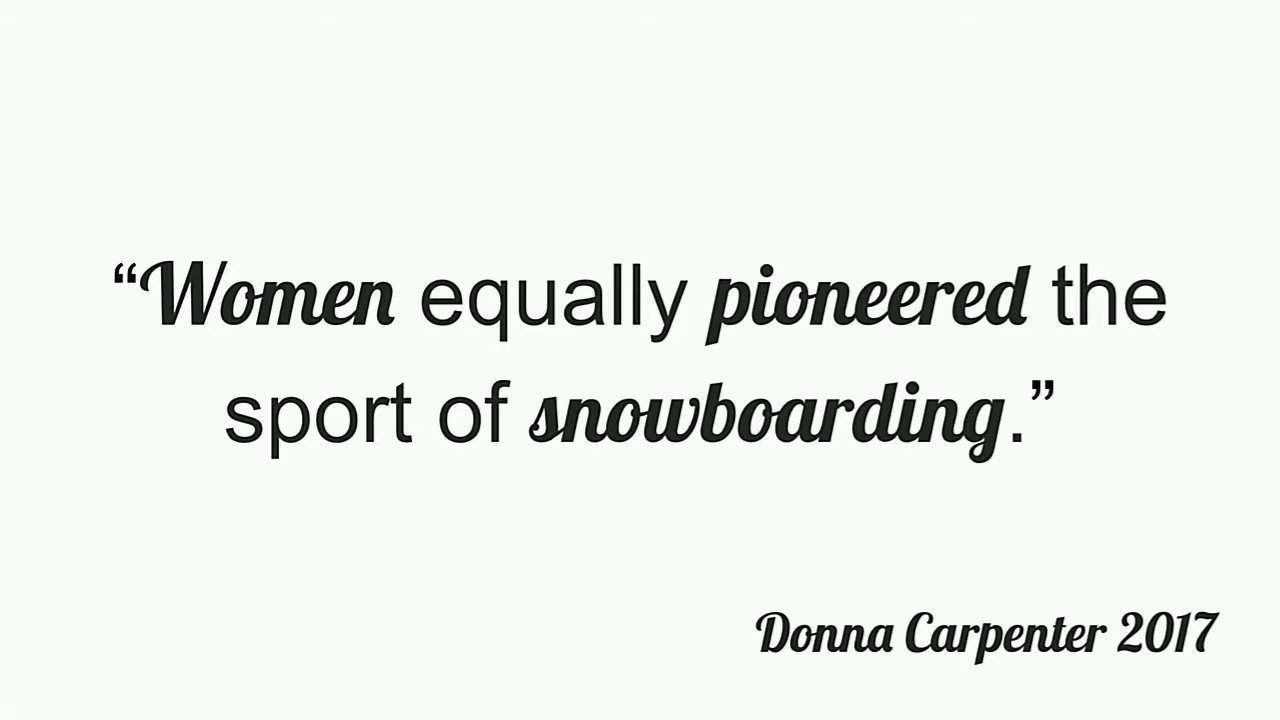 “Women equally pioneered the
sport of snowboarding.”
Donna Carpenter 2017